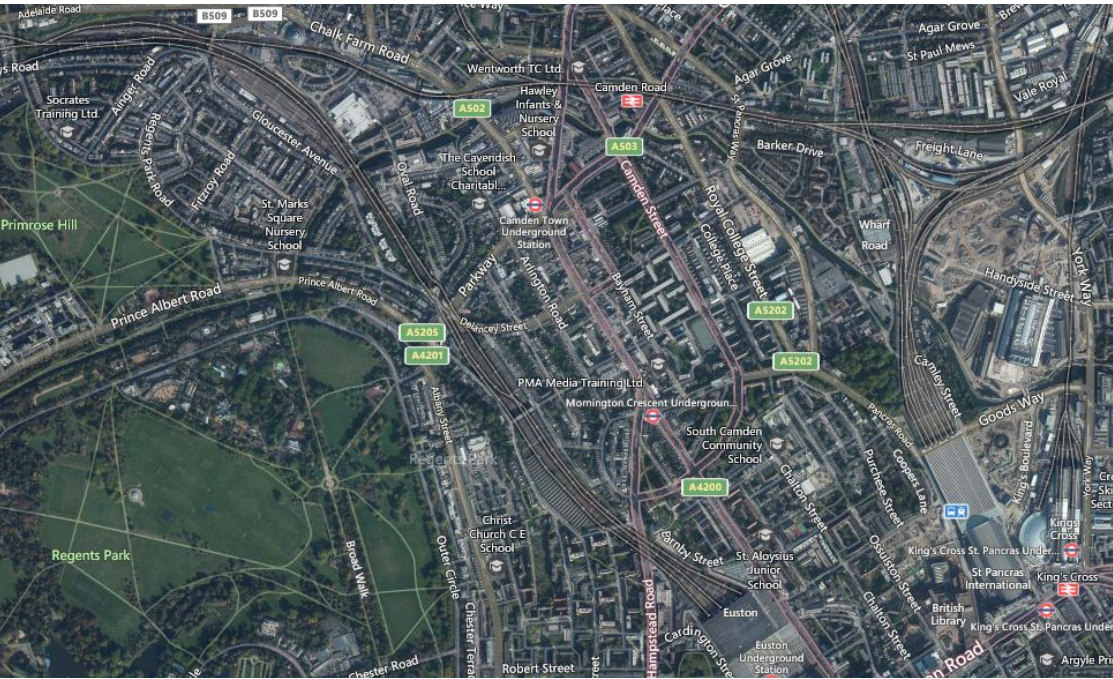 Adelaide Road
B509
B509
Chalk Farm Road
Agar Grove
St Paul Mews
Wentworth TC Ltd.
Camden Road
Agar Grove
Vale Royal
Socrates
Training Ltd.
Ainger Road
Regents Park Road
Gloucester Avenue
A502
Hawley
Infants &
Nursery
School
St Pancras Way
A503
Barker Drive
Freight Lane
The Cavendish
School
Charitabl...
Fitzroy Road
Oval Road
Camden Street
Royal College Street
College Place
St. Marks
Square
Nursery
School
Camden Town
Underground
Station
Primrose Hill
Wharf
Road
York Way
Parkway
Arlington Road
Bayham Street
Handyside Street
Prince Albert Road
Prince Albert Road
A5202
Delancey Street
A5205
A4201
A5202
Camley Street
PMA Media Training Ltd.
Mornington Crescent Undergroun...
Albany Street
Pancras Road
Goods Way
South Camden
Community
School
Regents Park
A4200
Chalton Street
Purchese Street
Coopers Lane
King's Boulevard
York Way
Christ
Church C E
School
Kings
Cross
Regents Park
Broad Walk
Outer Circle
Barnby Street
St. Aloysius
Junior
School
Ossulston Street
King's Cross St. Pancras Under...
St Pancras
International
King's Cross
Hampstead Road
Euston
Chalton Street
British
Library
King's Cross St. Pancras Under
Chester Road
Robert Street
Euston
Underground
Station